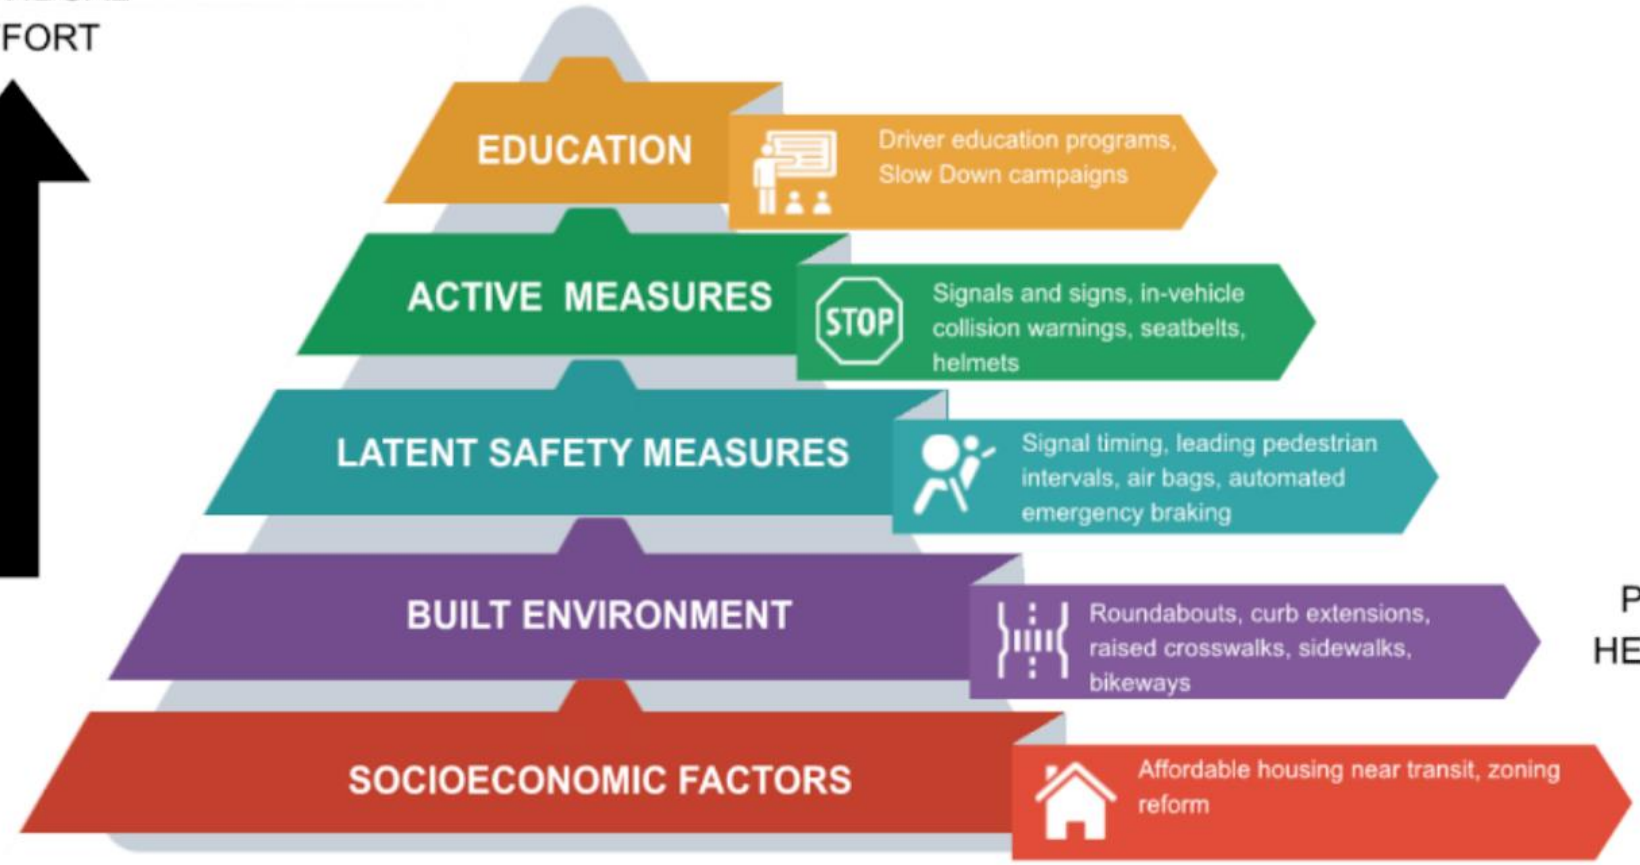 FORT
EDUCATION
Driver education programs,
Slow Down campaigns
ACTIVE MEASURES
STOP
Signals and signs, in-vehicle
collision warnings, seatbelts,
helmets
LATENT SAFETY MEASURES
Signal timing, leading pedestrian
intervals, air bags, automated
emergency braking
BUILT ENVIRONMENT
Roundabouts, curb extensions,
raised crosswalks, sidewalks,
bikeways
P
HE
SOCIOECONOMIC FACTORS
Affordable housing near transit, zoning
reform